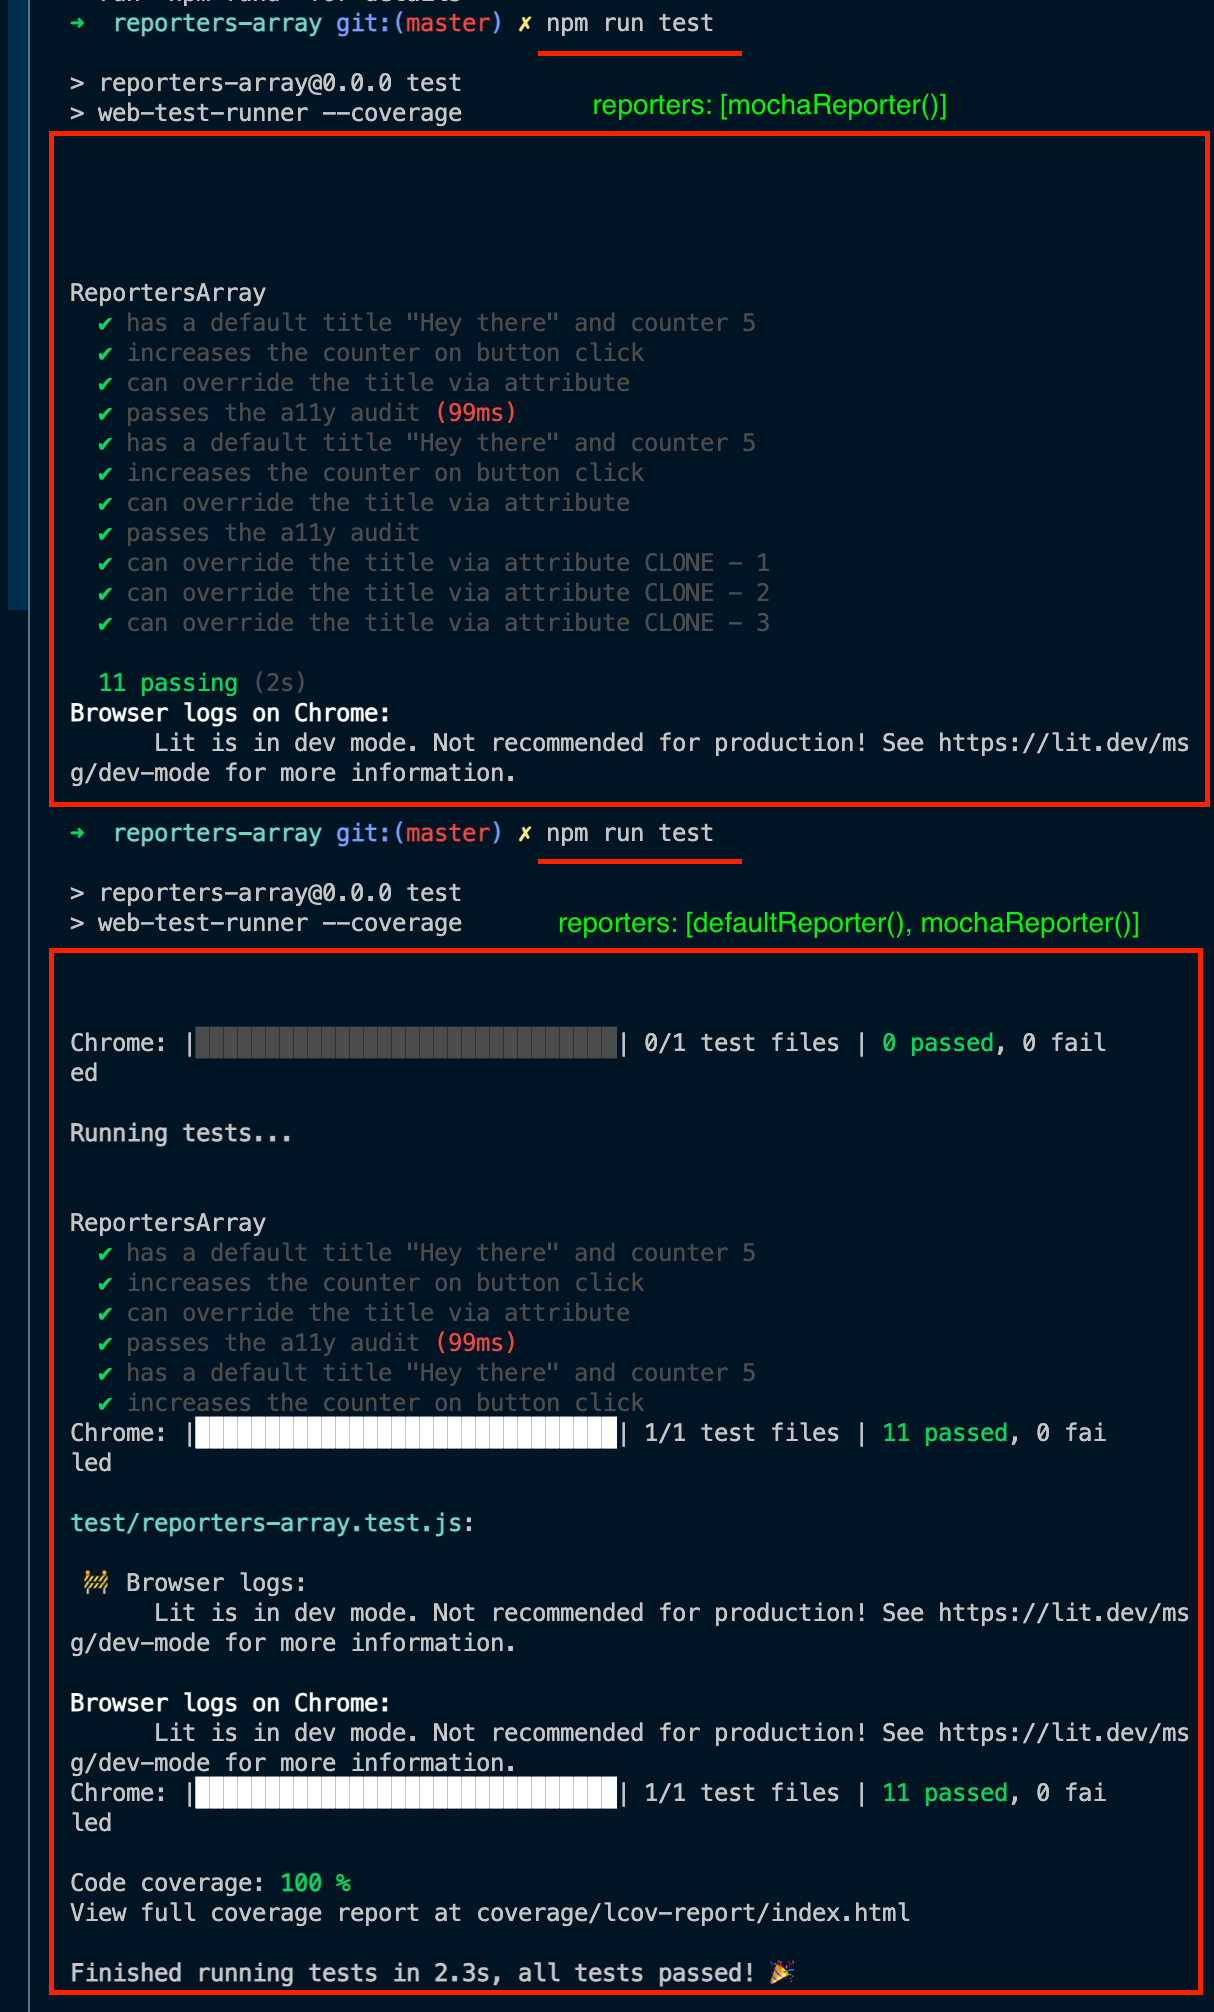 ➜  reporters-array git:(master) ✗ npm run test
> reporters-array@0.0.0 test
> web-test-runner --coverage
reporters: [mochaReporter()]
ReportersArray
✔ has a default title "Hey there" and counter 5
✔ increases the counter on button click
✔ can override the title via attribute
✔ passes the a11y audit (99ms)
✔ has a default title "Hey there" and counter 5
✔ increases the counter on button click
✔ can override the title via attribute
✔ passes the a11y audit
✔ can override the title via attribute CLONE - 1
✔ can override the title via attribute CLONE - 2
✔ can override the title via attribute CLONE - 3
11 passing (2s)
Browser logs on Chrome:
Lit is in dev mode. Not recommended for production! See https://lit.dev/ms
g/dev-mode for more information.
➜  reporters-array git:(master) ✗ npm run test
> reporters-array@0.0.0 test
> web-test-runner --coverage
reporters: [defaultReporter(), mochaReporter()]
Chrome: | | 0/1 test files | 0 passed, 0 fail
ed
Running tests...
ReportersArray
✔ has a default title "Hey there" and counter 5
✔ increases the counter on button click
✔ can override the title via attribute
✔ passes the a11y audit (99ms)
✔ has a default title "Hey there" and counter 5
✔ increases the counter on button click
Chrome: | | 1/1 test files | 11 passed, 0 fai
led
test/reporters-array.test.js:
🚧 Browser logs:
Lit is in dev mode. Not recommended for production! See https://lit.dev/ms
g/dev-mode for more information.
Browser logs on Chrome:
Lit is in dev mode. Not recommended for production! See https://lit.dev/ms
g/dev-mode for more information.
Chrome: | | 1/1 test files | 11 passed, 0 fai
led
Code coverage: 100 %
View full coverage report at coverage/lcov-report/index.html
Finished running tests in 2.3s, all tests passed! 🎉